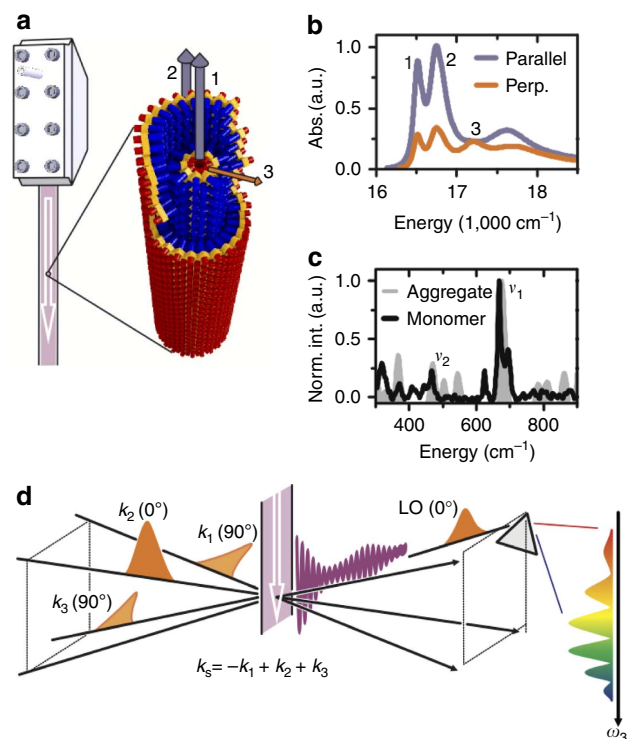 a
2
1
3
b
1.0
0.5
0.0
Abs.(a.u.)
1
2
3
Parallel
Perp.
16
17
18
Energy (1,000 cm⁻¹)
c
1.0
0.5
0.0
Norm. int. (a.u.)
Aggregate
Monomer
ν₁
ν₂
400
600
800
Energy (cm⁻¹)
d
k₂ (0°)
k₁ (90°)
k₃ (90°)
LO (0°)
kₛ= −k₁ + k₂ + k₃
ω₃